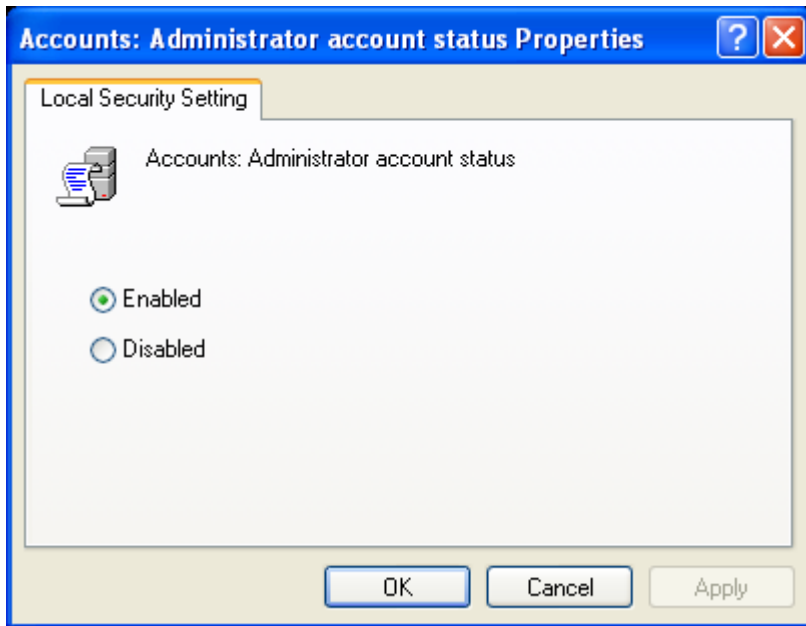 Accounts: Administrator account status Properties
?
Local Security Setting
Accounts: Administrator account status
Enabled
Disabled
OK Cancel Apply